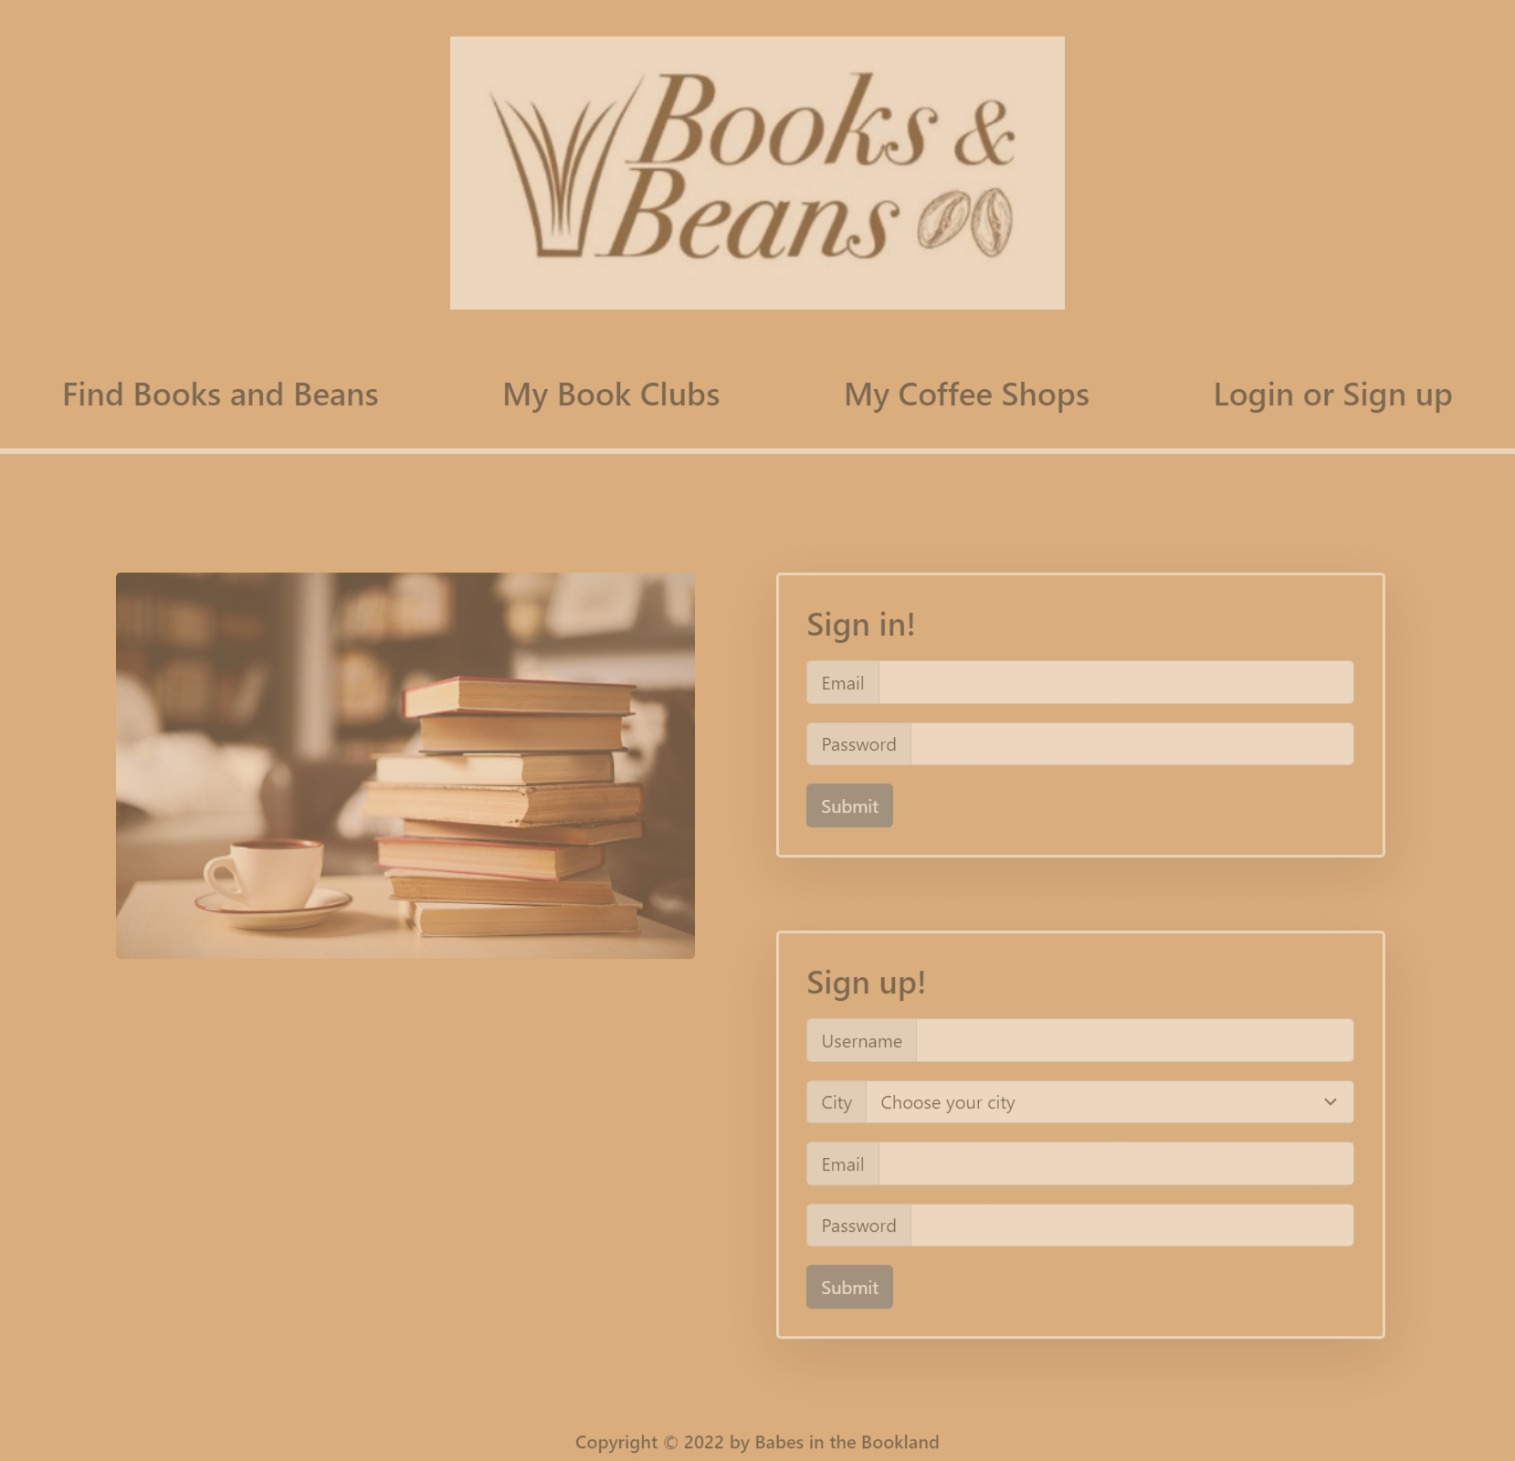 Books &
Beans
Find Books and Beans
My Book Clubs
My Coffee Shops
Login or Sign up
Sign in!
Email
Password
Submit
Sign up!
Username
City
Choose your city
Email
Password
Submit
Copyright © 2022 by Babes in the Bookland